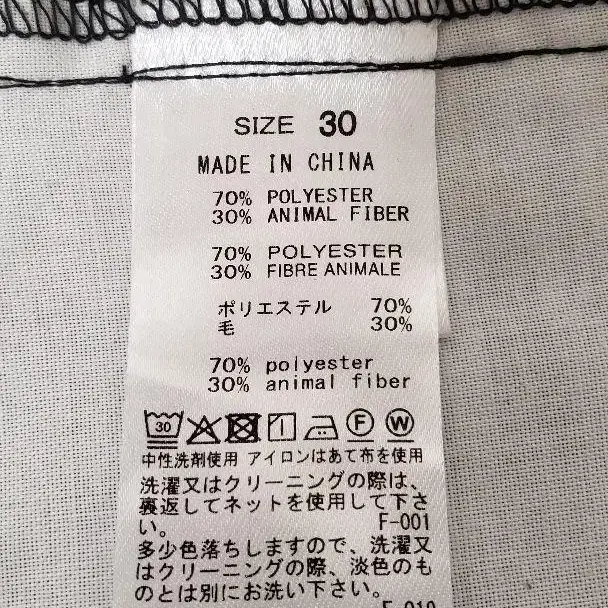 SIZE 30
MADE IN CHINA
70% POLYESTER
30% ANIMAL FIBER
70% POLYESTER
30% FIBRE ANIMALE
ポリエステル 70%
毛 30%
70% polyester
30% animal fiber
30 F W
中性洗剤使用 アイロンはあて布を使用
洗濯又はクリーニングの際は、
裏返してネットを使用して下さ
い。 F-001
多少色落ちしますので、洗濯又
はクリーニングの際、淡色のも
のとは別にお洗い下さい。